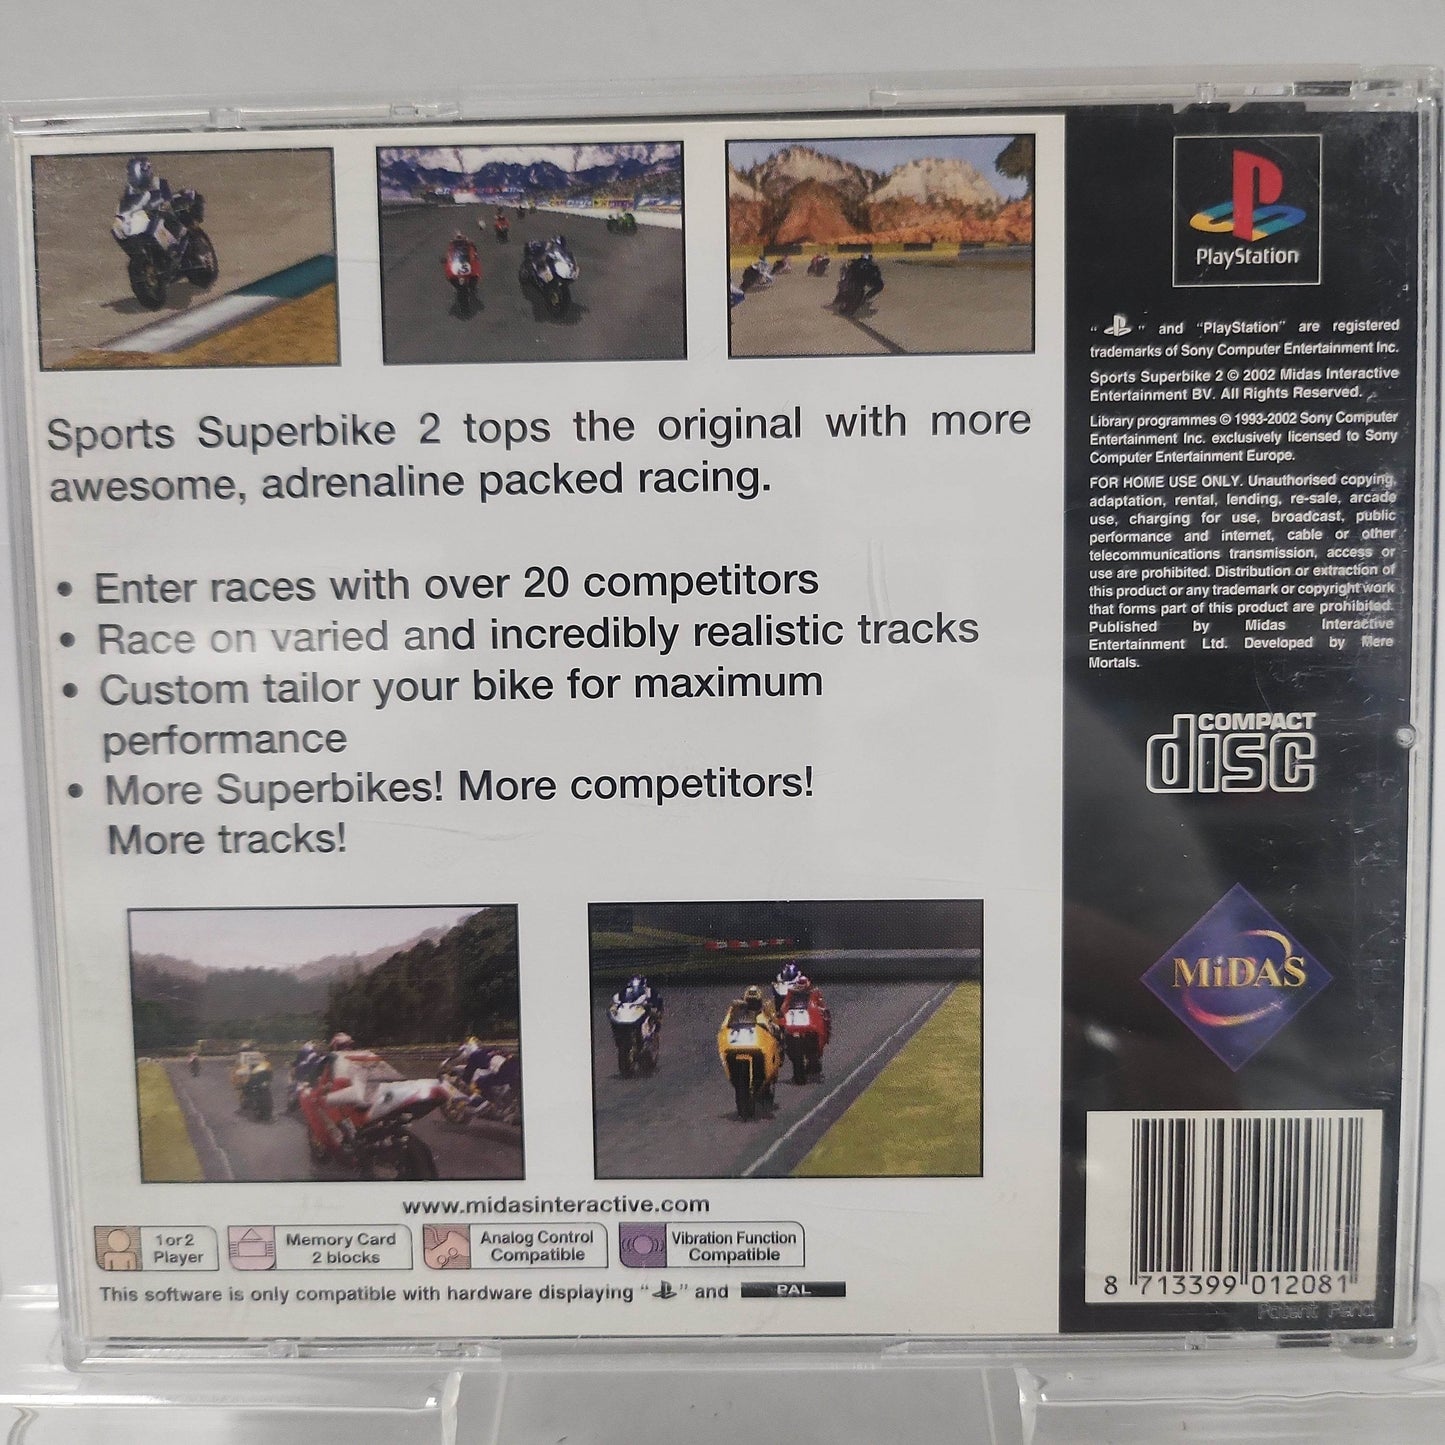 Sports Superbike 2 tops the original with more
awesome, adrenaline packed racing.
• Enter races with over 20 competitors
• Race on varied and incredibly realistic tracks
• Custom tailor your bike for maximum
performance
• More Superbikes! More competitors!
More tracks!
www.midasinteractive.com
1 or 2
Player
Memory Card
2 blocks
Analog Control
Compatible
Vibration Function
Compatible
This software is only compatible with hardware displaying " " and PAL
PlayStation
" " and "PlayStation" are registered
trademarks of Sony Computer Entertainment Inc.
Sports Superbike 2 © 2002 Midas Interactive
Entertainment BV. All Rights Reserved.
Library programmes © 1993-2002 Sony Computer
Entertainment Inc. exclusively licensed to Sony
Computer Entertainment Europe.
FOR HOME USE ONLY. Unauthorised copying,
adaptation, rental, lending, re-sale, arcade
use, charging for use, broadcast, public
performance and internet, cable or other
telecommunications transmission, access or
use are prohibited. Distribution or extraction of
this product or any trademark or copyright work
that forms part of this product are prohibited.
Published by Midas Interactive
Entertainment Ltd. Developed by Mere
Mortals.
COMPACT
disc
MiDAS
8 713399 012081
Patent Pend